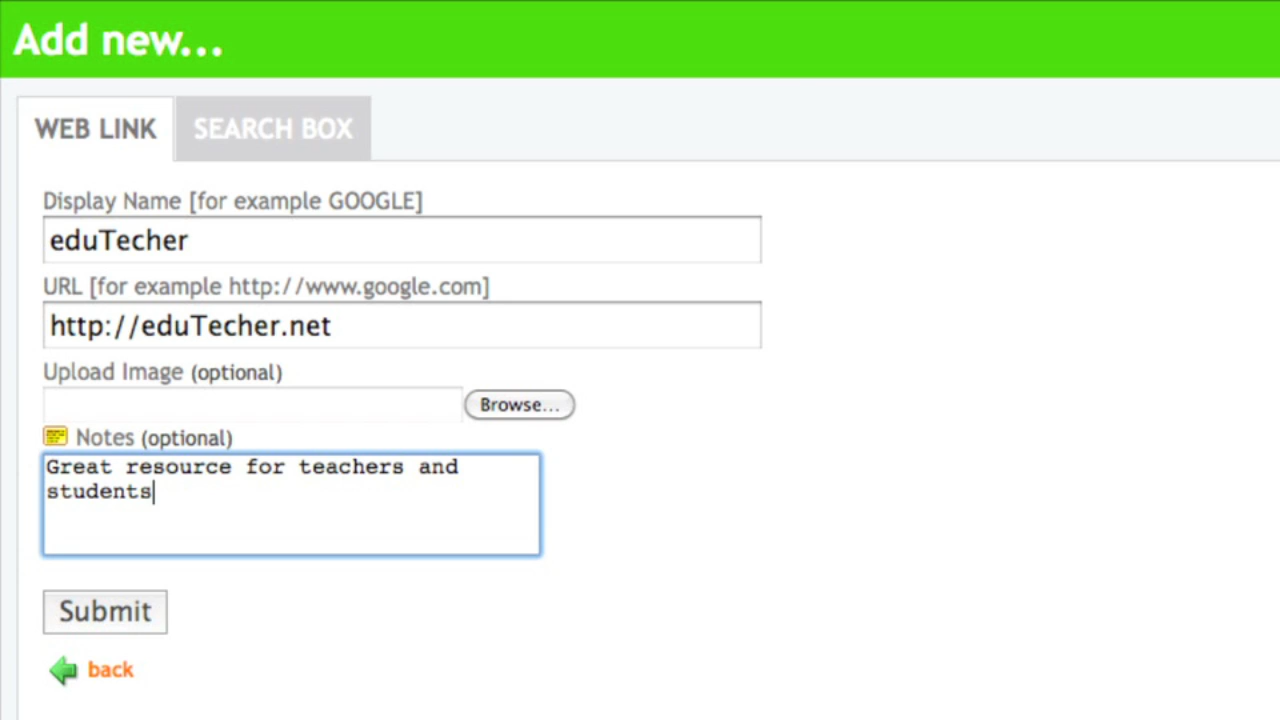 Add new...
WEB LINK SEARCH BOX
Display Name [for example GOOGLE]
eduTecher
URL [for example http://www.google.com]
http://eduTecher.net
Upload Image (optional)
Browse...
Notes (optional)
Great resource for teachers and
students
Submit
back